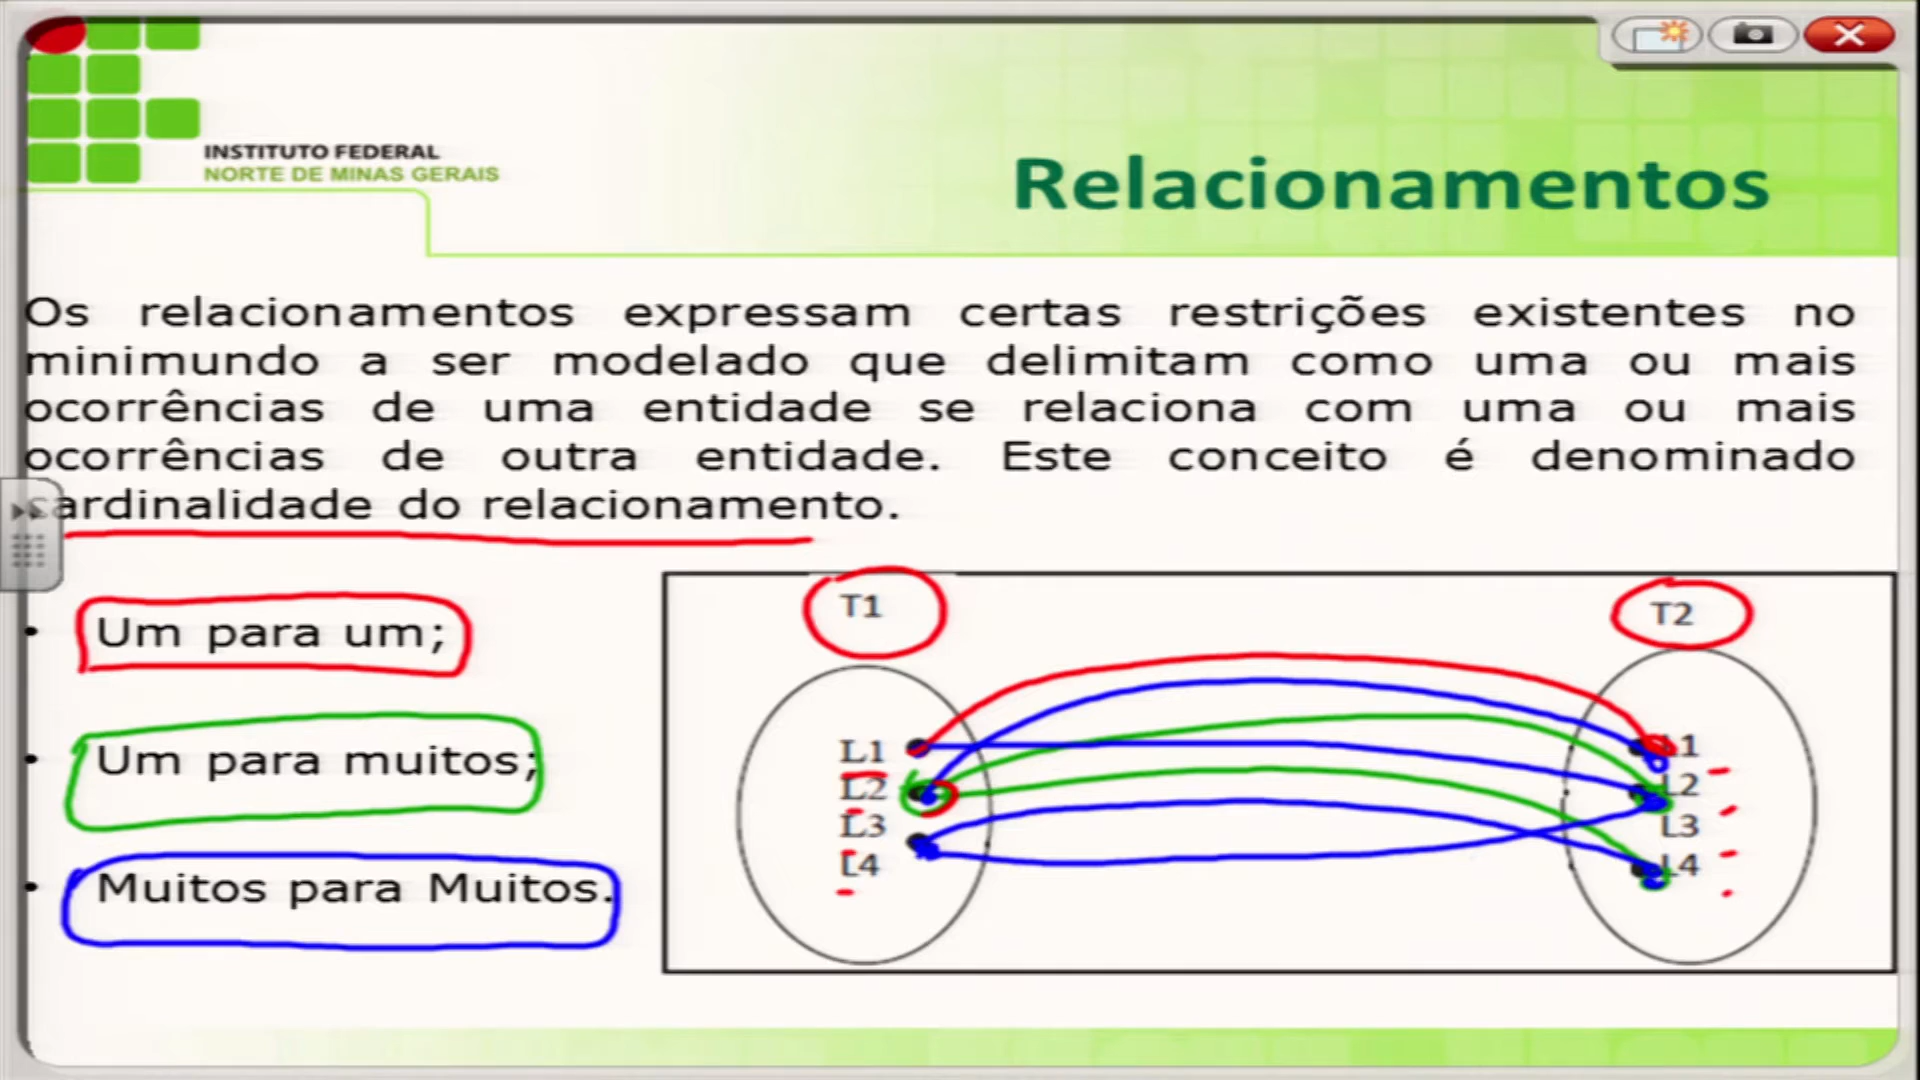 INSTITUTO FEDERAL
NORTE DE MINAS GERAIS
Relacionamentos
Os relacionamentos expressam certas restrições existentes no
minimundo a ser modelado que delimitam como uma ou mais
ocorrências de uma entidade se relaciona com uma ou mais
ocorrências de outra entidade. Este conceito é denominado
cardinalidade do relacionamento.
• Um para um;
• Um para muitos;
• Muitos para Muitos.
T1
L1
L2
L3
L4
T2
L1
L2
L3
L4